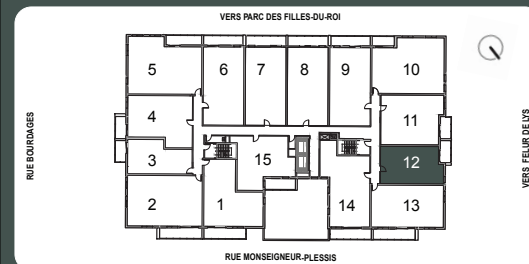 VERS PARC DES FILLES-DU-ROI
5 6 7 8 9 10
4 11
3 15 12
2 1 14 13
RUE BOURDAGES
VERS FELUR DE LYS
RUE MONSEIGNEUR-PLESSIS